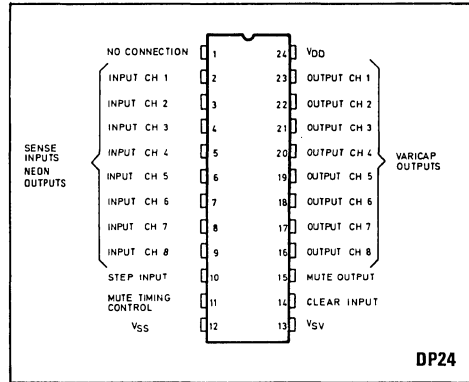 NO CONNECTION 1 24 VDD
INPUT CH 1 2 23 OUTPUT CH 1
INPUT CH 2 3 22 OUTPUT CH 2
INPUT CH 3 4 21 OUTPUT CH 3
INPUT CH 4 5 20 OUTPUT CH 4
INPUT CH 5 6 19 OUTPUT CH 5
INPUT CH 6 7 18 OUTPUT CH 6
INPUT CH 7 8 17 OUTPUT CH 7
INPUT CH 8 9 16 OUTPUT CH 8
SENSE
INPUTS
NEON
OUTPUTS
VARICAP
OUTPUTS
STEP INPUT 10 15 MUTE OUTPUT
MUTE TIMING
CONTROL 11 14 CLEAR INPUT
VSS 12 13 VSV
DP24